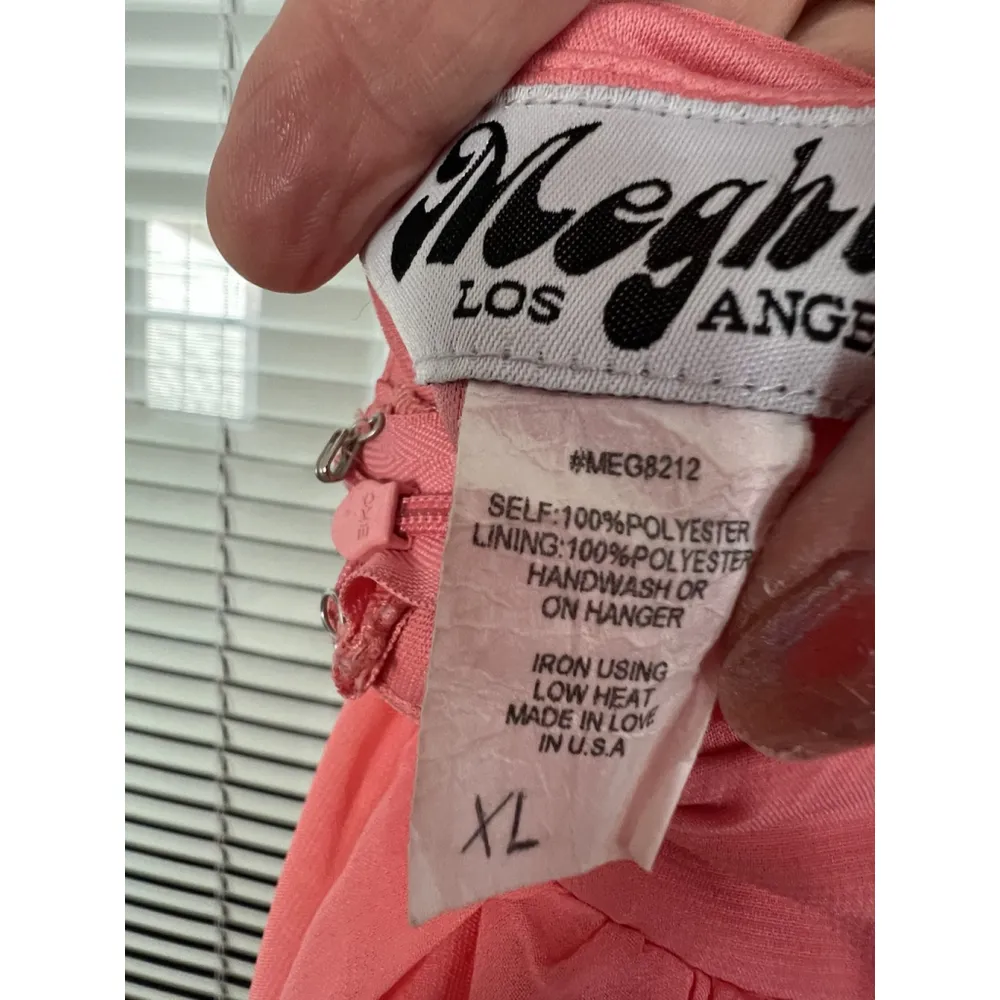 Megh
LOS ANGE
#MEG8212
SELF:100%POLYESTER
LINING:100%POLYESTER
HANDWASH OR
ON HANGER
IRON USING
LOW HEAT
MADE IN LOVE
IN U.S.A
XL